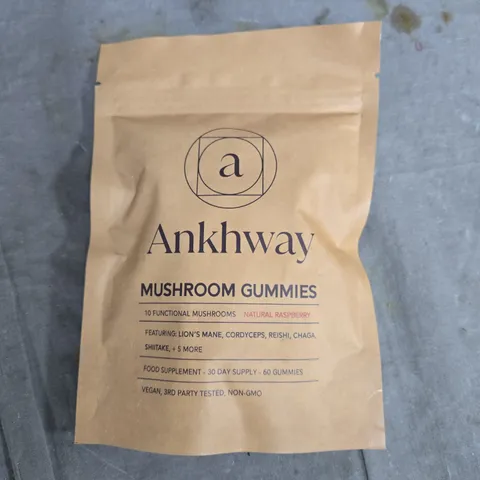 a
Ankhway
MUSHROOM GUMMIES
10 FUNCTIONAL MUSHROOMS NATURAL RASPBERRY
FEATURING: LION'S MANE, CORDYCEPS, REISHI, CHAGA,
SHIITAKE, + 5 MORE
FOOD SUPPLEMENT - 30 DAY SUPPLY - 60 GUMMIES
VEGAN, 3RD PARTY TESTED, NON-GMO